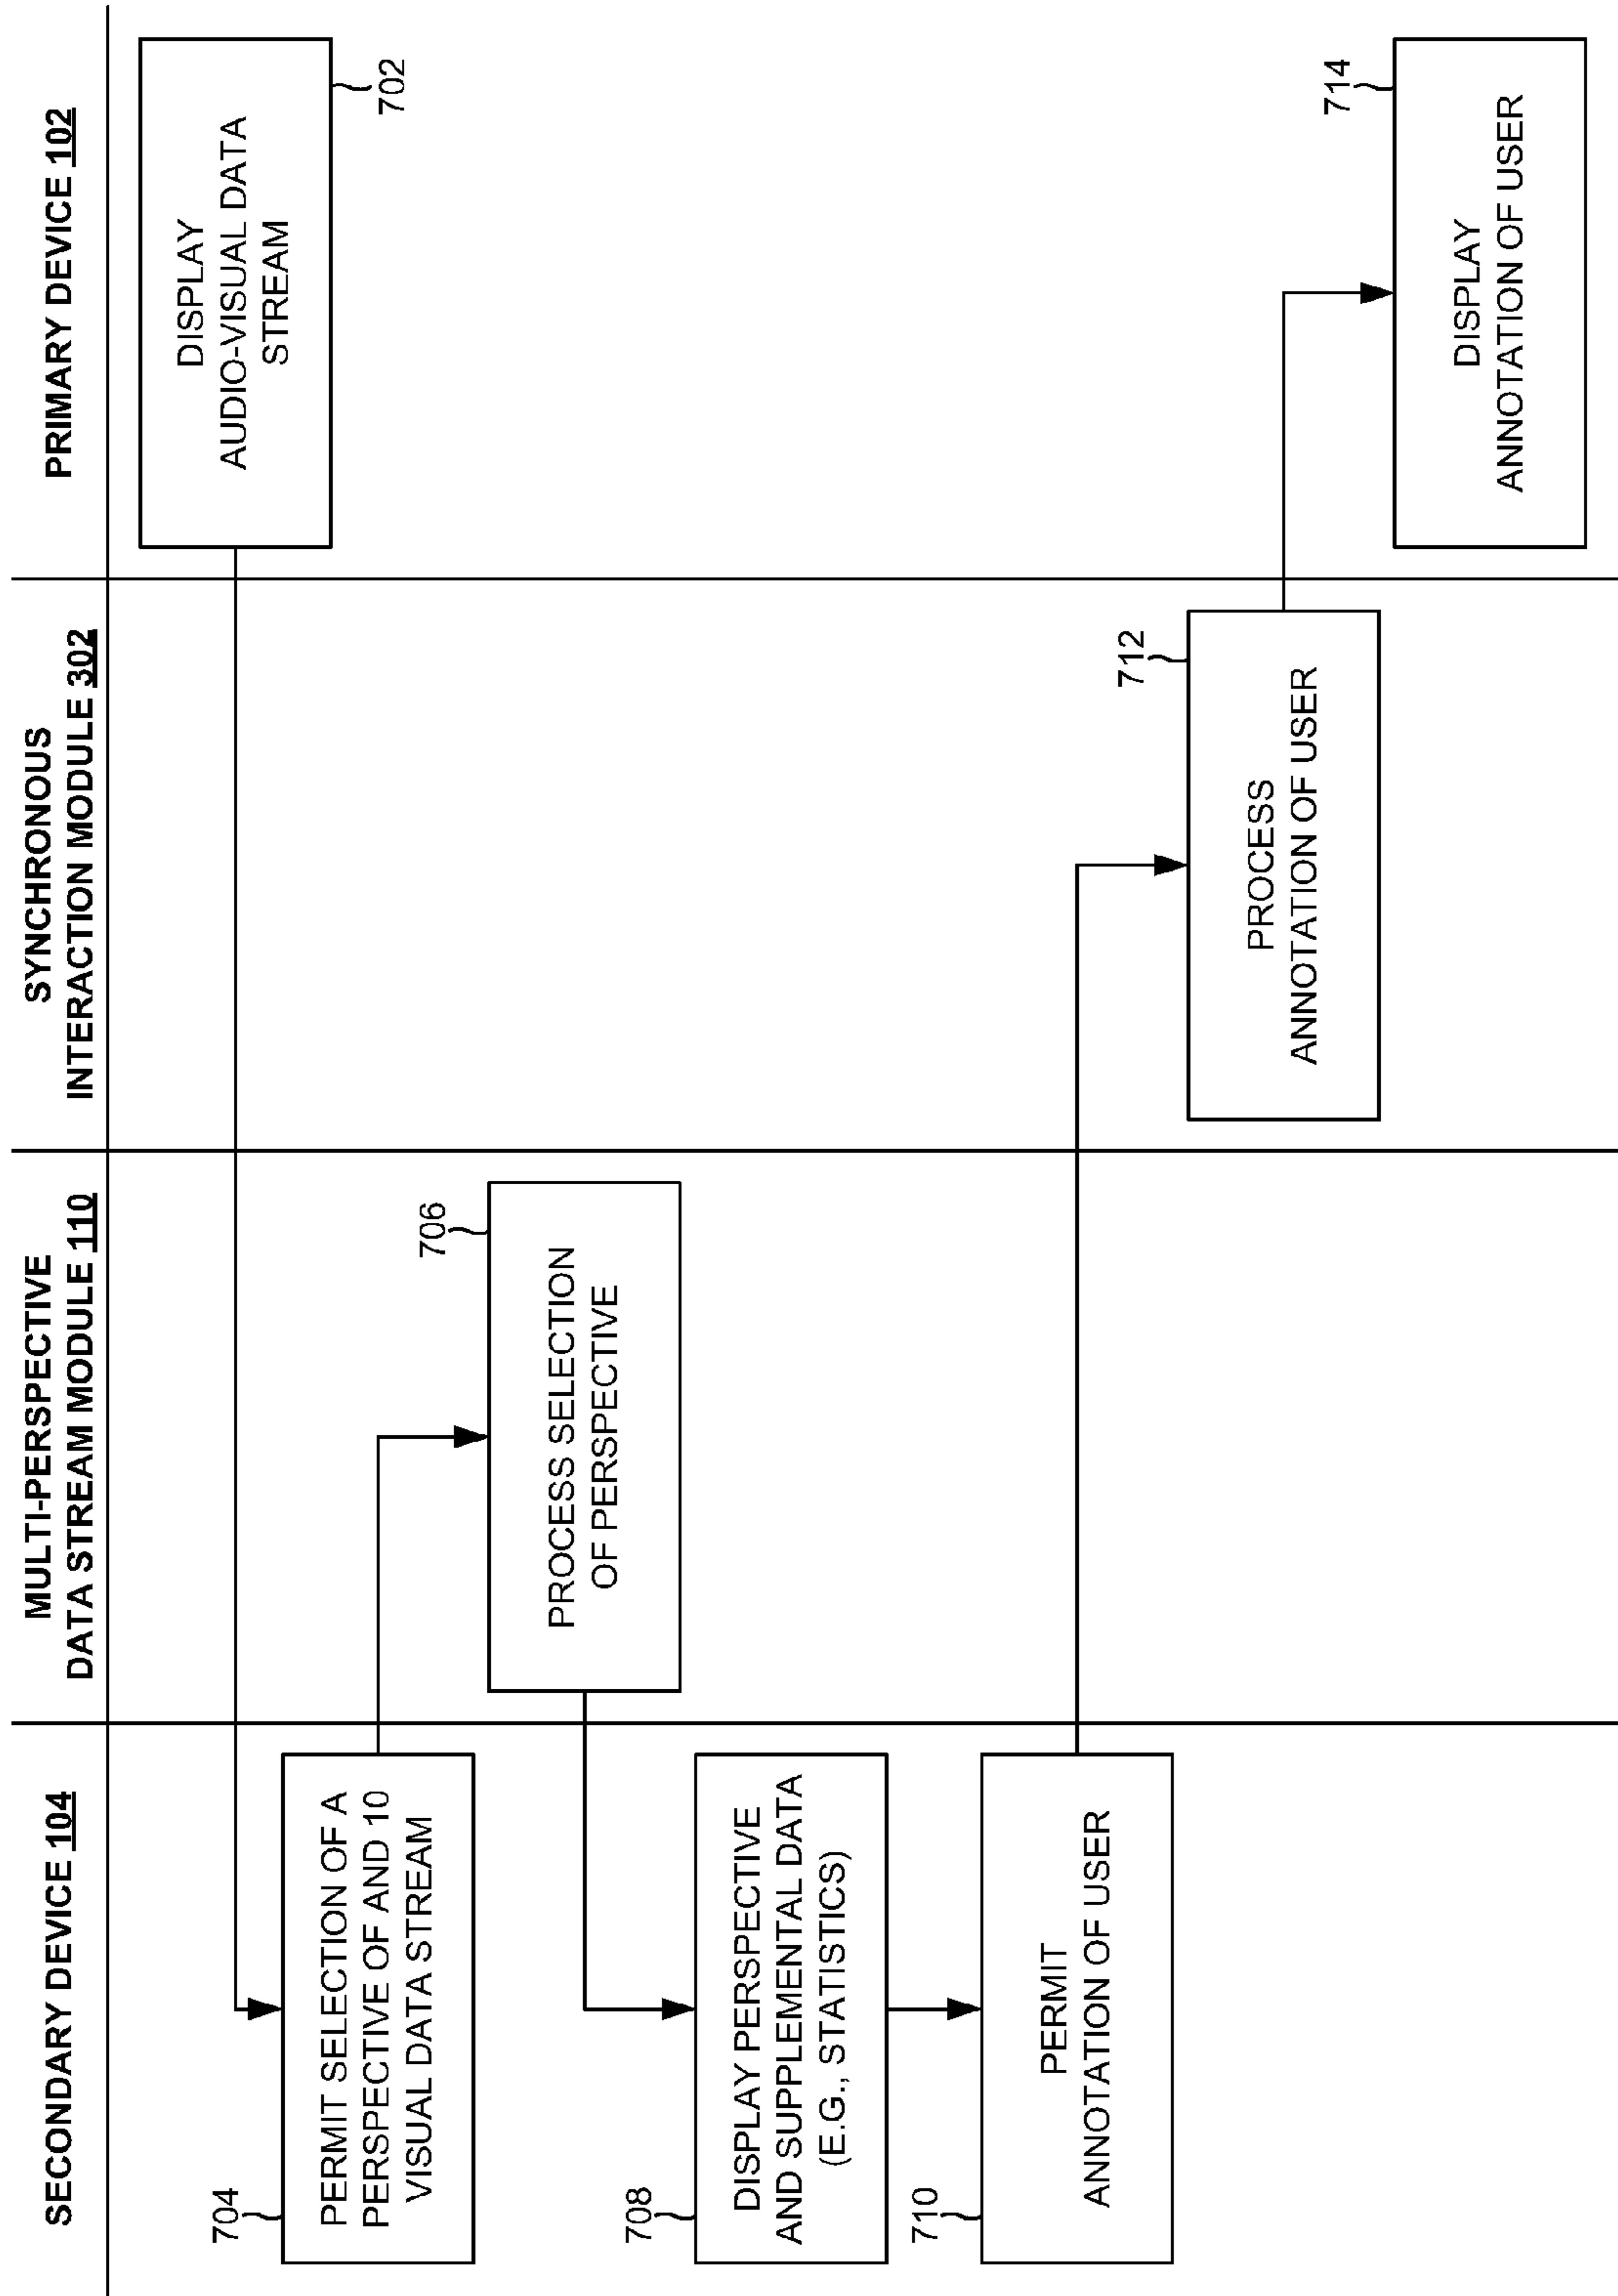 SECONDARY DEVICE 104
MULTI-PERSPECTIVE
DATA STREAM MODULE 110
SYNCHRONOUS
INTERACTION MODULE 302
PRIMARY DEVICE 102
DISPLAY
AUDIO-VISUAL DATA
STREAM
702
704
PERMIT SELECTION OF A
PERSPECTIVE OF AND 10
VISUAL DATA STREAM
706
PROCESS SELECTION
OF PERSPECTIVE
708
DISPLAY PERSPECTIVE
AND SUPPLEMENTAL DATA
(E.G., STATISTICS)
710
PERMIT
ANNOTATION OF USER
712
PROCESS
ANNOTATION OF USER
714
DISPLAY
ANNOTATION OF USER